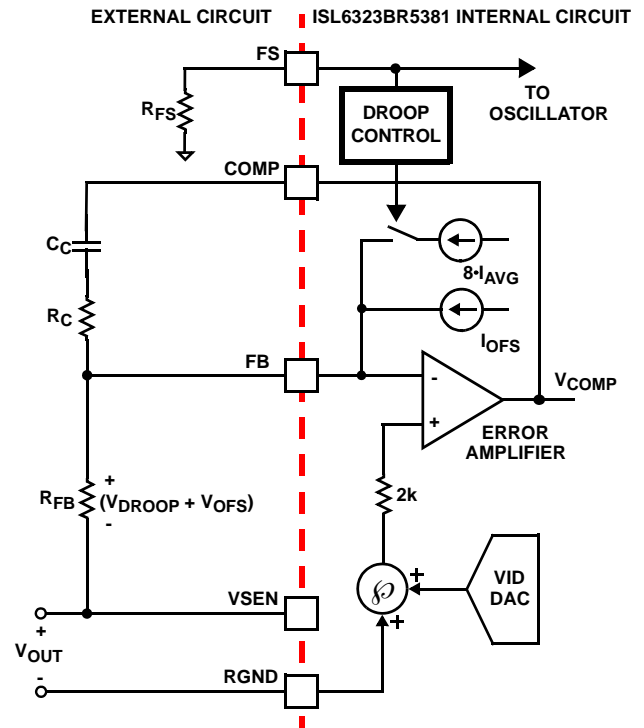 EXTERNAL CIRCUIT
ISL6323BR5381 INTERNAL CIRCUIT
FS
RFS
TO
OSCILLATOR
DROOP
CONTROL
COMP
CC
8•IAVG
RC
IOFS
FB
-
+
VCOMP
ERROR
AMPLIFIER
RFB
+
(VDROOP + VOFS)
-
2k
VID
DAC
℘
+
+
VSEN
+
VOUT
-
RGND